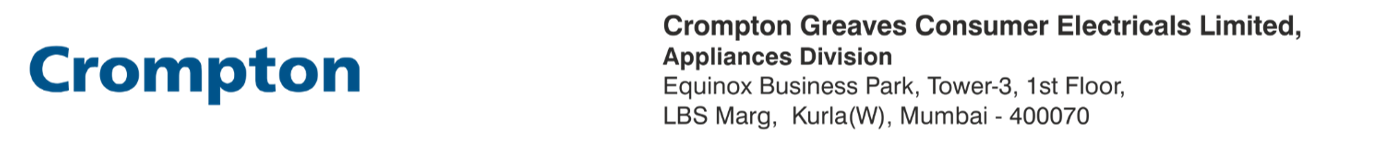 Crompton
Crompton Greaves Consumer Electricals Limited,
Appliances Division
Equinox Business Park, Tower-3, 1st Floor,
LBS Marg,  Kurla(W), Mumbai - 400070